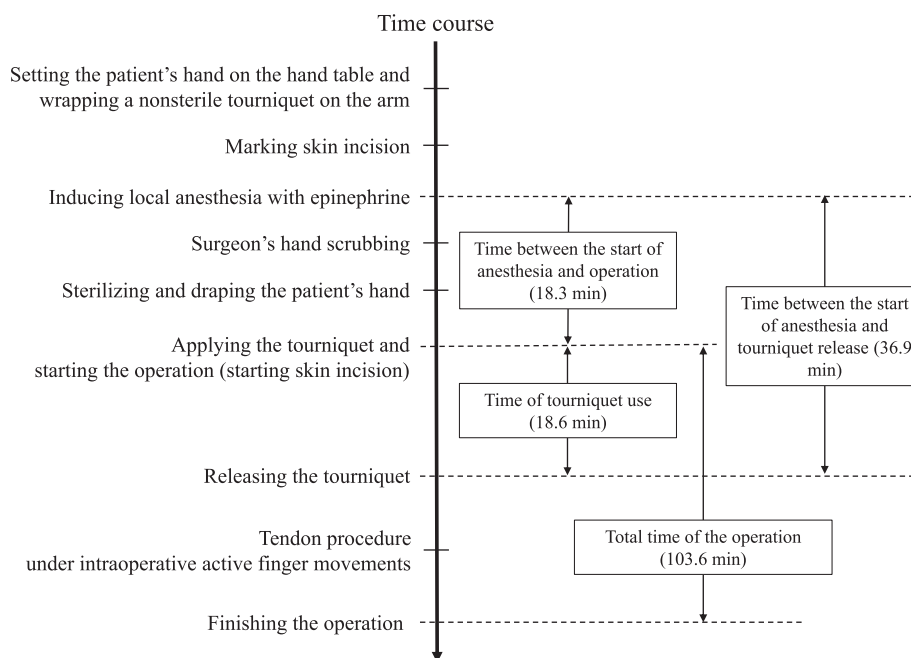 Time course
Setting the patient's hand on the hand table and
wrapping a nonsterile tourniquet on the arm
Marking skin incision
Inducing local anesthesia with epinephrine
Surgeon's hand scrubbing
Sterilizing and draping the patient's hand
Applying the tourniquet and
starting the operation (starting skin incision)
Releasing the tourniquet
Tendon procedure
under intraoperative active finger movements
Finishing the operation
Time between the start of
anesthesia and operation
(18.3 min)
Time between the start
of anesthesia and
tourniquet release (36.9
min)
Time of tourniquet use
(18.6 min)
Total time of the operation
(103.6 min)